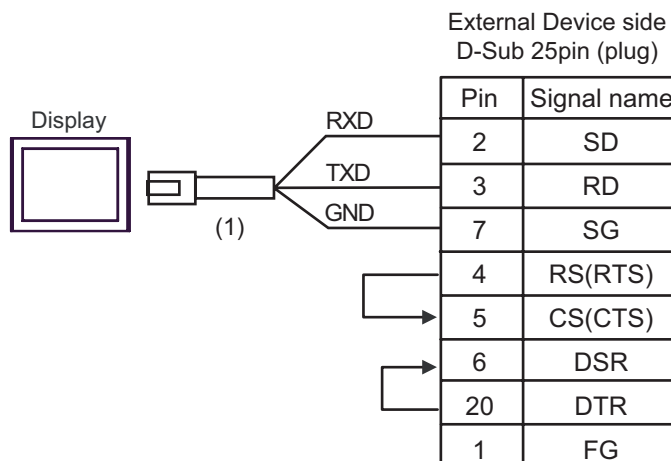 External Device side
D-Sub 25pin (plug)
Pin Signal name
Display
RXD
2 SD
TXD
3 RD
GND
(1)
7 SG
4 RS(RTS)
5 CS(CTS)
6 DSR
20 DTR
1 FG